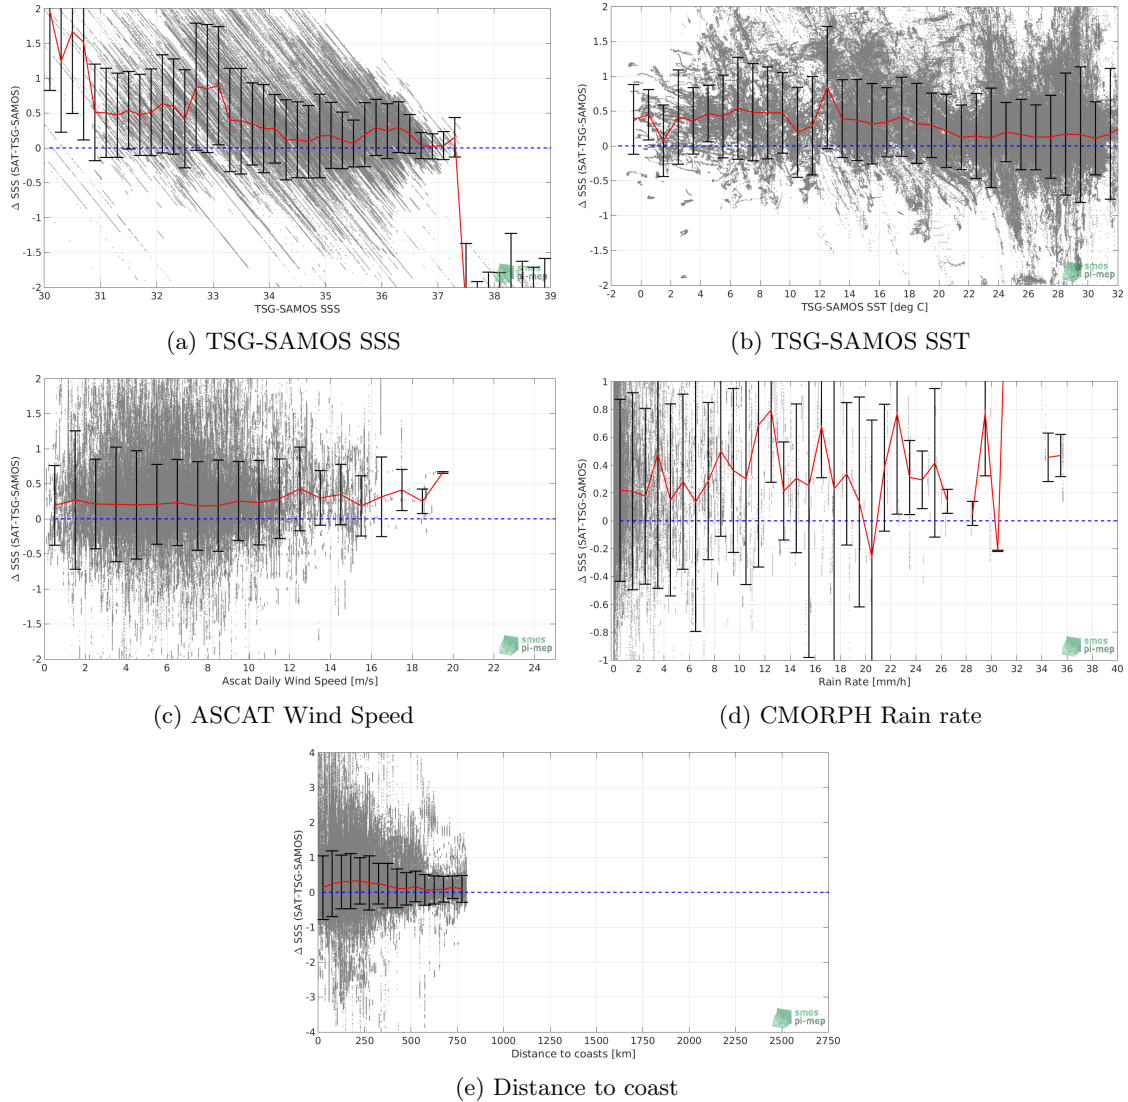 Δ SSS (SAT-TSG-SAMOS)
2
1.5
1
0.5
0
-0.5
-1
-1.5
-2
30 31 32 33 34 35 36 37 38 39
TSG-SAMOS SSS
smos
pi-mep
(a) TSG-SAMOS SSS
Δ SSS (SAT-TSG-SAMOS)
2
1.5
1
0.5
0
-0.5
-1
-1.5
-2
-2 0 2 4 6 8 10 12 14 16 18 20 22 24 26 28 30 32
TSG-SAMOS SST [deg C]
smos
pi-mep
(b) TSG-SAMOS SST
Δ SSS (SAT-TSG-SAMOS)
2
1.5
1
0.5
0
-0.5
-1
-1.5
-2
0 2 4 6 8 10 12 14 16 18 20 22 24
Ascat Daily Wind Speed [m/s]
smos
pi-mep
(c) ASCAT Wind Speed
Δ SSS (SAT-TSG-SAMOS)
1
0.8
0.6
0.4
0.2
0
-0.2
-0.4
-0.6
-0.8
-1
0 2 4 6 8 10 12 14 16 18 20 22 24 26 28 30 32 34 36 38 40
Rain Rate [mm/h]
smos
pi-mep
(d) CMORPH Rain rate
Δ SSS (SAT-TSG-SAMOS)
4
3
2
1
0
-1
-2
-3
-4
0 250 500 750 1000 1250 1500 1750 2000 2250 2500 2750
Distance to coasts [km]
smos
pi-mep
(e) Distance to coast